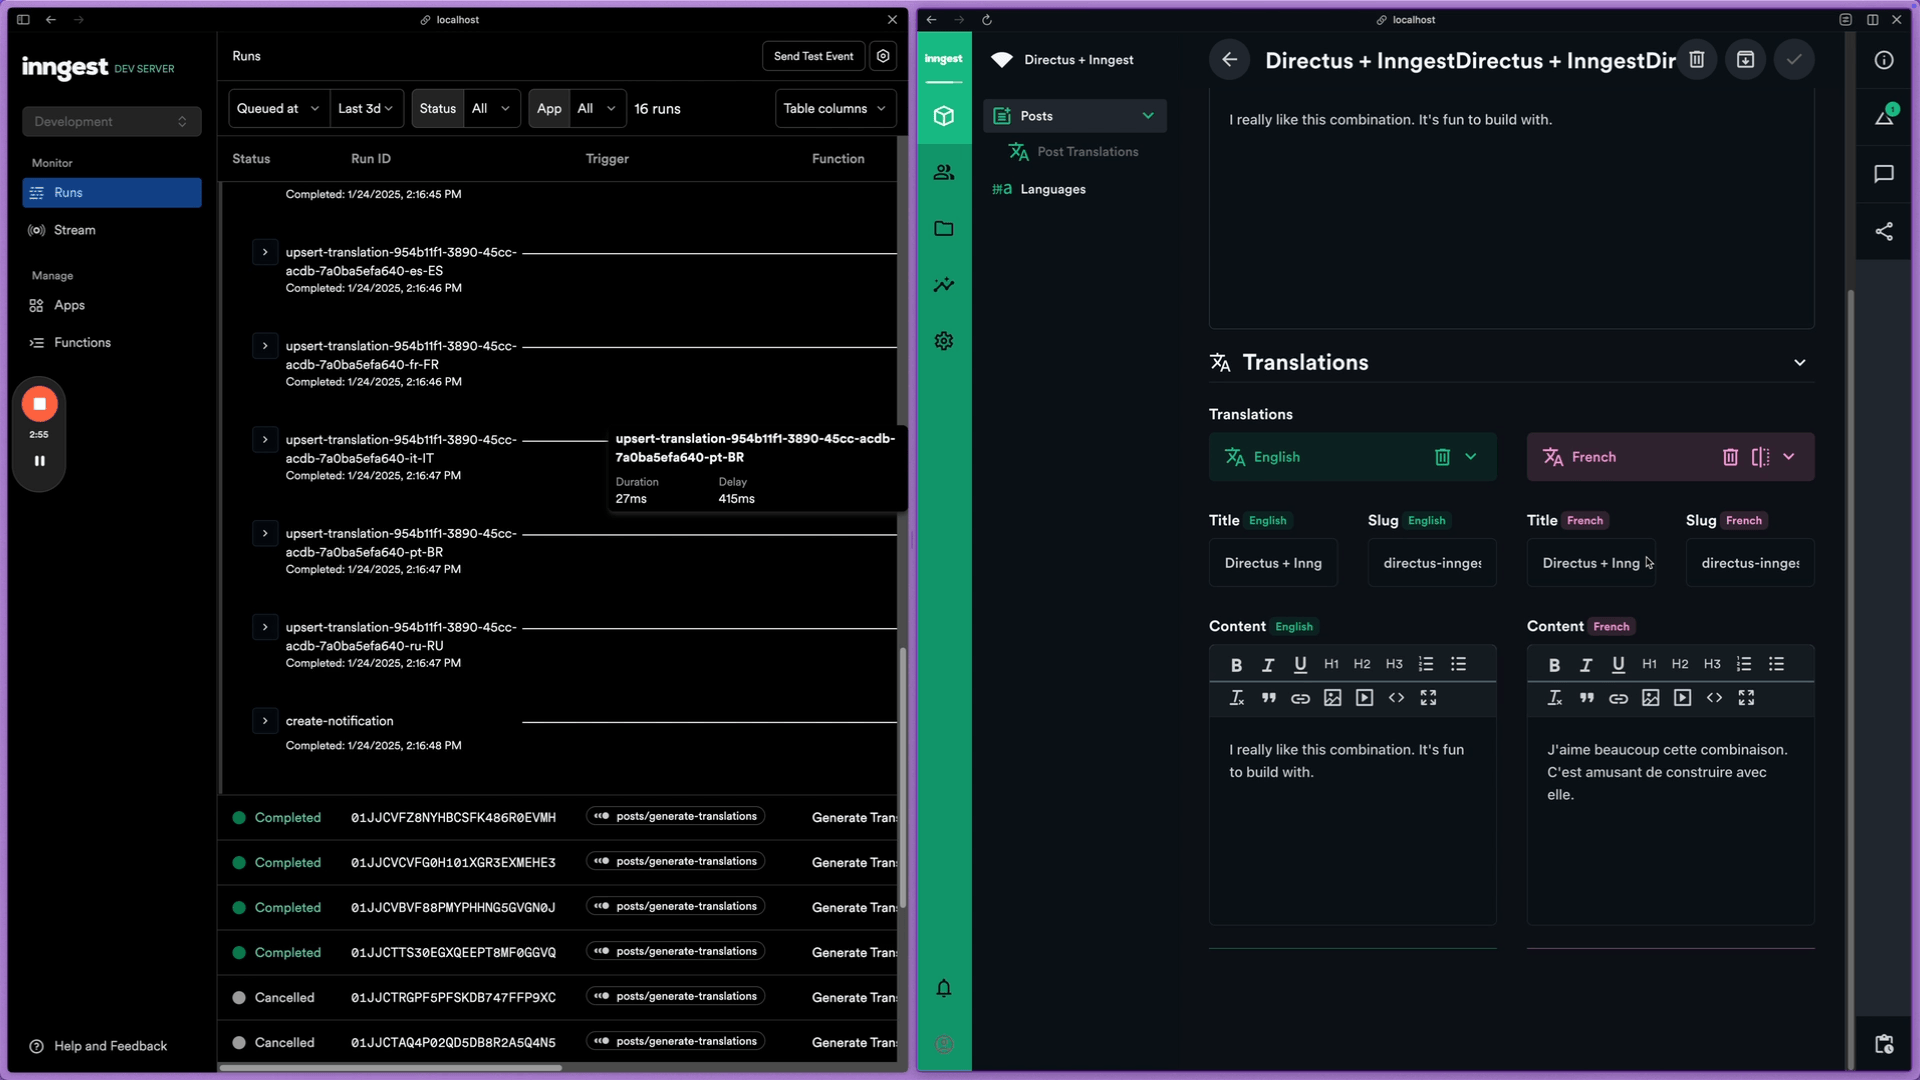 localhost
inngest DEV SERVER
Development
Monitor
Runs
Stream
Manage
Apps
Functions
2:55
Help and Feedback
Runs
Send Test Event
Queued at
Last 3d
Status
All
App
All
16 runs
Table columns
Status
Run ID
Trigger
Function
Completed: 1/24/2025, 2:16:45 PM
upsert-translation-954b11f1-3890-45cc-
acdb-7a0ba5efa640-es-ES
Completed: 1/24/2025, 2:16:46 PM
upsert-translation-954b11f1-3890-45cc-
acdb-7a0ba5efa640-fr-FR
Completed: 1/24/2025, 2:16:46 PM
upsert-translation-954b11f1-3890-45cc-
acdb-7a0ba5efa640-it-IT
Completed: 1/24/2025, 2:16:47 PM
upsert-translation-954b11f1-3890-45cc-acdb-
7a0ba5efa640-pt-BR
Duration
Delay
27ms
415ms
upsert-translation-954b11f1-3890-45cc-
acdb-7a0ba5efa640-pt-BR
Completed: 1/24/2025, 2:16:47 PM
upsert-translation-954b11f1-3890-45cc-
acdb-7a0ba5efa640-ru-RU
Completed: 1/24/2025, 2:16:47 PM
create-notification
Completed: 1/24/2025, 2:16:48 PM
Completed 01JJCVFZ8NYHBCSFK486R0EVMH posts/generate-translations Generate Tran
Completed 01JJCVCVFG0H101XGR3EXMEHE3 posts/generate-translations Generate Tran
Completed 01JJCVBVF88PMYPHHNG5GVGN0J posts/generate-translations Generate Tran
Completed 01JJCTTS30EGXQEEPT8MF0GGVQ posts/generate-translations Generate Tran
Cancelled 01JJCTRGPF5PFSKDB747FFP9XC posts/generate-translations Generate Tran
Cancelled 01JJCTAQ4P02QD5DB8R2A5Q4N5 posts/generate-translations Generate Tran
localhost
inngest
Directus + Inngest
Posts
Post Translations
Languages
Directus + InngestDirectus + InngestDir
1
I really like this combination. It's fun to build with.
Translations
Translations
English
French
Title English
Slug English
Title French
Slug French
Directus + Inng
directus-innges
Directus + Inng
directus-innges
Content English
Content French
B I U H1 H2 H3
B I U H1 H2 H3
I really like this combination. It's fun
to build with.
J'aime beaucoup cette combinaison.
C'est amusant de construire avec
elle.